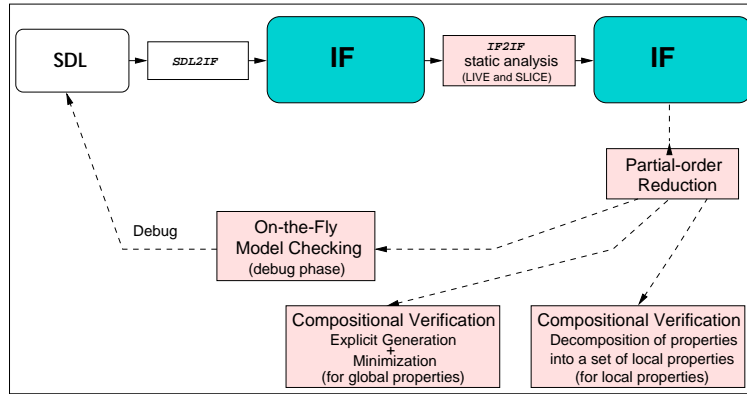 SDL
SDL2IF
IF
IF2IF
static analysis
(LIVE and SLICE)
IF
Partial-order
Reduction
Debug
On-the-Fly
Model Checking
(debug phase)
Compositional Verification
Explicit Generation
+
Minimization
(for global properties)
Compositional Verification
Decomposition of properties
into a set of local properties
(for local properties)